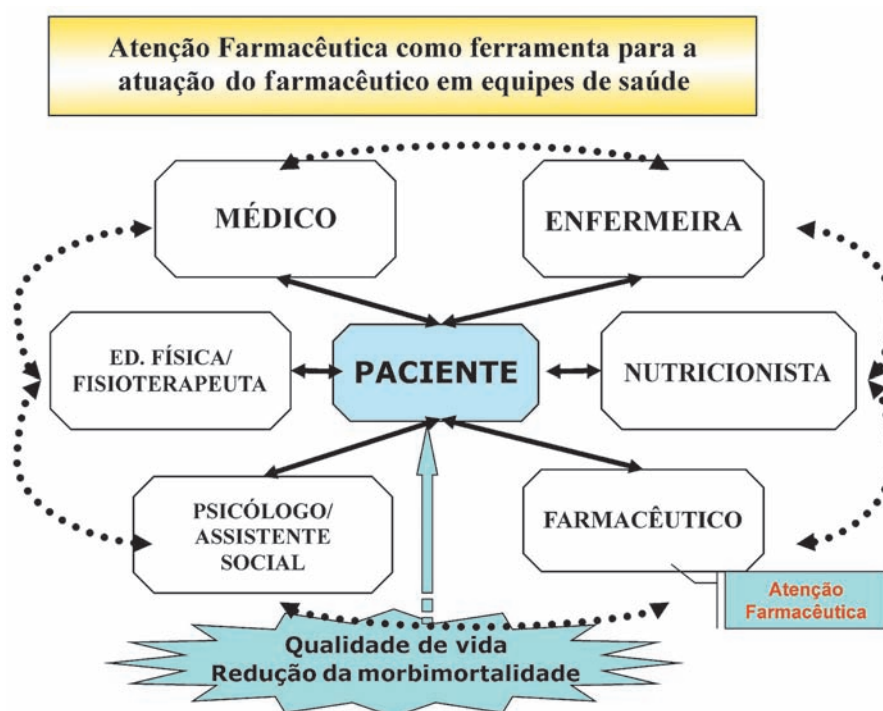 Atenção Farmacêutica como ferramenta para a
atuação do farmacêutico em equipes de saúde
MÉDICO
ENFERMEIRA
ED. FÍSICA/
FISIOTERAPEUTA
PACIENTE
NUTRICIONISTA
PSICÓLOGO/
ASSISTENTE
SOCIAL
FARMACÊUTICO
Atenção
Farmacêutica
Qualidade de vida
Redução da morbimortalidade